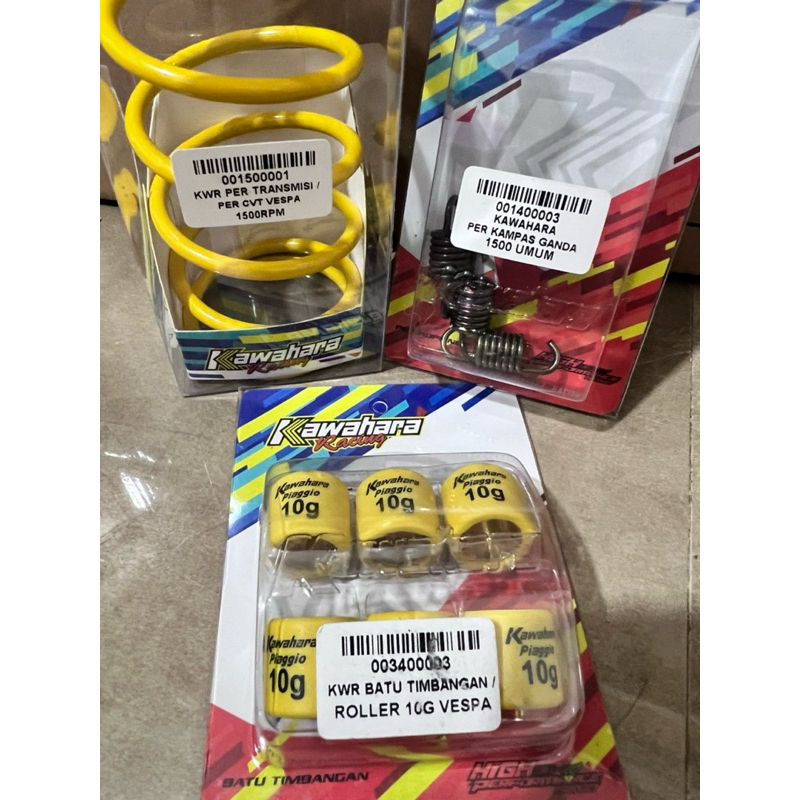 001500001
KWR PER TRANSMISI /
PER CVT VESPA
1500RPM
Kawahara
Racing
001400003
KAWAHARA
PER KAMPAS GANDA
1500 UMUM
Kawahara
Racing
Kawahara
Piaggio
10g
Kawahara
Piaggio
10g
Kawahara
Piaggio
10g
Kawahara
Piaggio
10g
Kawahara
Piaggio
10g
003400003
KWR BATU TIMBANGAN /
ROLLER 10G VESPA
BATU TIMBANGAN
HIGH
PERFORMANCE